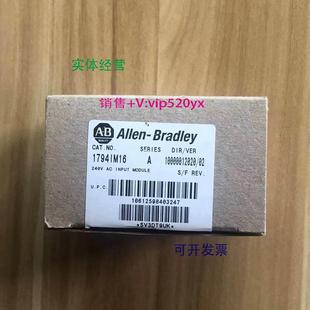 实体经营
销售+V:vip520yx
AB Allen-Bradley
CAT. NO. SERIES DIR/VER
1794IM16 A 10000012020/02
240V AC INPUT MODULE S/F REV.
U.P.C.
10612598403247
*SV3DT9UK*
可开发票